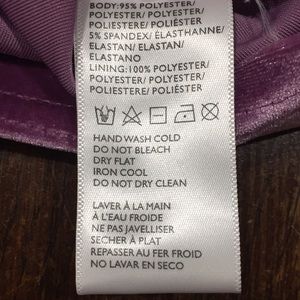 BODY:95% POLYESTER/
POLYESTER/POLIESTER/
POLYESTER/ POLIÉSTER
5% SPANDEX/ ÉLASTHANNE/
ELASTAN/ ELASTAN/
ELASTANO
LINING:100% POLYESTER/
POLYESTER/POLIESTER/
POLYESTER/ POLIÉSTER
HAND WASH COLD
DO NOT BLEACH
DRY FLAT
IRON COOL
DO NOT DRY CLEAN
LAVER À LA MAIN
À L'EAU FROIDE
NE PAS JAVELLISER
SECHER À PLAT
REPASSER AU FER FROID
NO LAVAR EN SECO